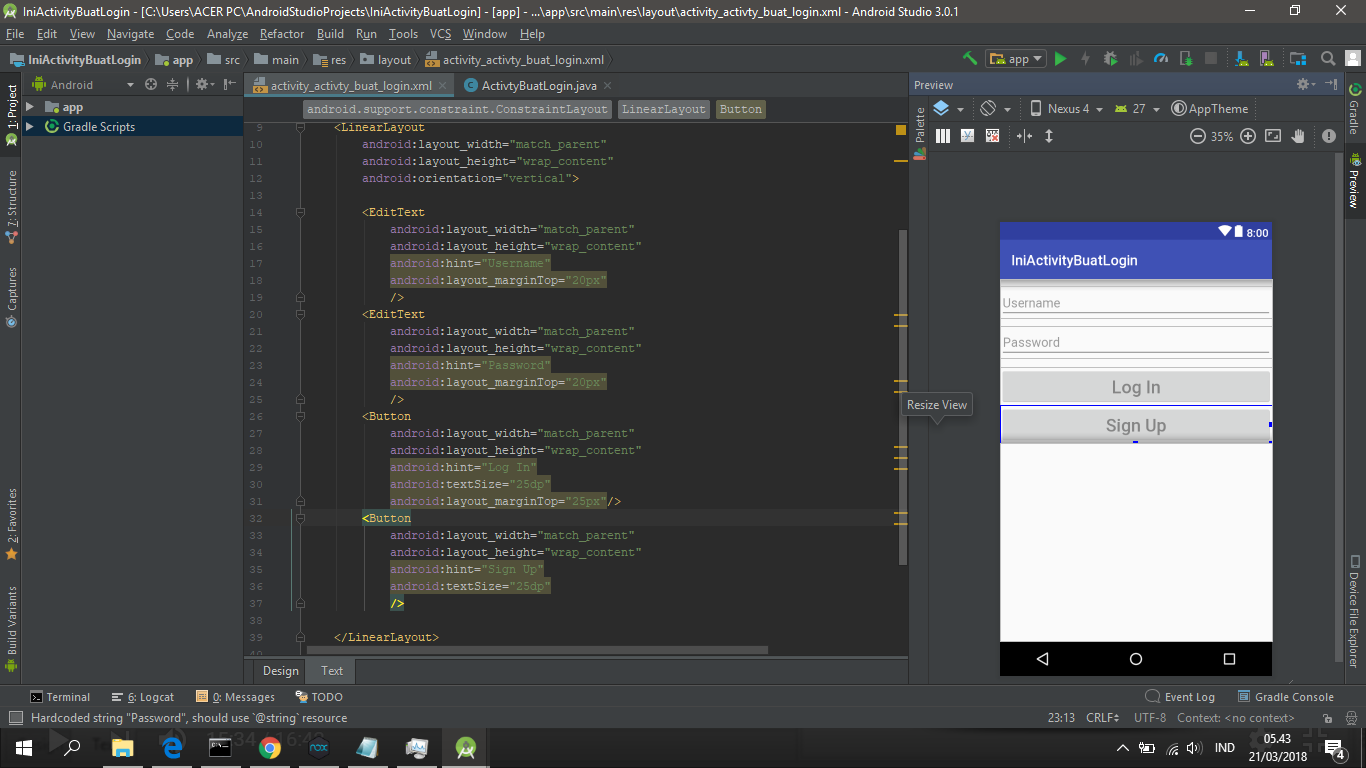 IniActivityBuatLogin - [C:\Users\ACER PC\AndroidStudioProjects\IniActivityBuatLogin] - [app] - ...\app\src\main\res\layout\activity_activty_buat_login.xml - Android Studio 3.0.1
File Edit View Navigate Code Analyze Refactor Build Run Tools VCS Window Help
IniActivityBuatLogin app src main res layout activity_activty_buat_login.xml app
Android activity_activty_buat_login.xml ActivtyBuatLogin.java Preview
app
Gradle Scripts
android.support.constraint.ConstraintLayout LinearLayout Button
1: Project
7: Structure
Captures
2: Favorites
Build Variants
9 <LinearLayout
10 android:layout_width="match_parent"
11 android:layout_height="wrap_content"
12 android:orientation="vertical">
13
14 <EditText
15 android:layout_width="match_parent"
16 android:layout_height="wrap_content"
17 android:hint="Username"
18 android:layout_marginTop="20px"
19 />
20 <EditText
21 android:layout_width="match_parent"
22 android:layout_height="wrap_content"
23 android:hint="Password"
24 android:layout_marginTop="20px"
25 />
26 <Button
27 android:layout_width="match_parent"
28 android:layout_height="wrap_content"
29 android:hint="Log In"
30 android:textSize="25dp"
31 android:layout_marginTop="25px"/>
32 <Button
33 android:layout_width="match_parent"
34 android:layout_height="wrap_content"
35 android:hint="Sign Up"
36 android:textSize="25dp"
37 />
38
39 </LinearLayout>
40
Design Text
Palette
Nexus 4 27 AppTheme
35%
Resize View
8:00
IniActivityBuatLogin
Username
Password
Log In
Sign Up
Gradle
Preview
Device File Explorer
Terminal 6: Logcat 0: Messages TODO Event Log Gradle Console
Hardcoded string "Password", should use `@string` resource 23:13 CRLF UTF-8 Context: <no context>
nox
IND
05.43
21/03/2018
4